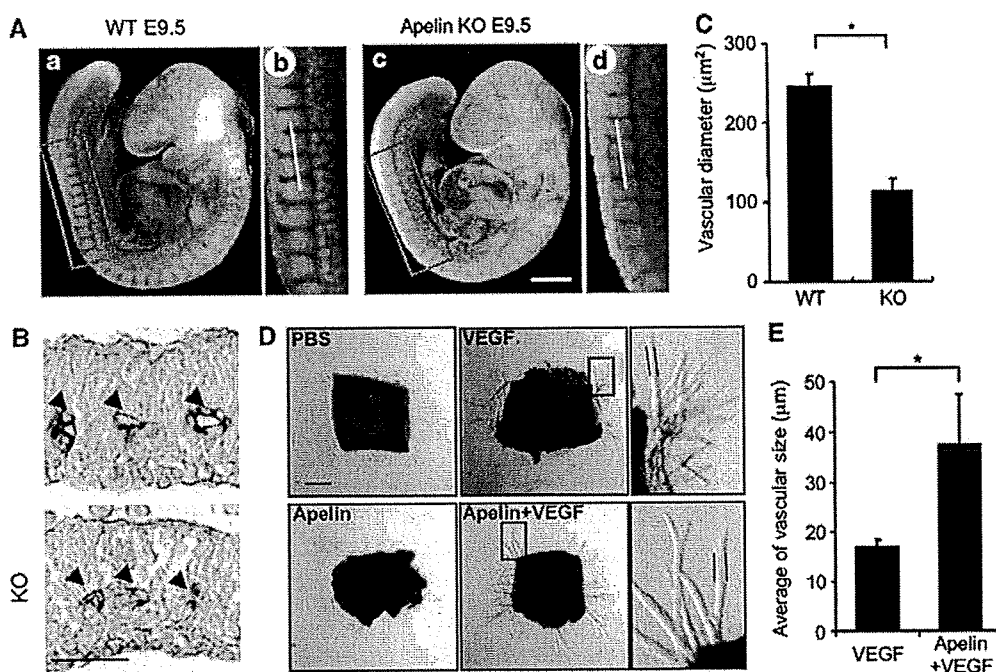 A
WT E9.5
Apelin KO E9.5
a
b
c
d
C
Vascular diameter (μm²)
300
200
100
0
WT
KO
*
B
KO
D
PBS
VEGF
Apelin
Apelin+VEGF
E
Average of vascular size (μm)
50
40
30
20
10
0
VEGF
Apelin
+VEGF
*